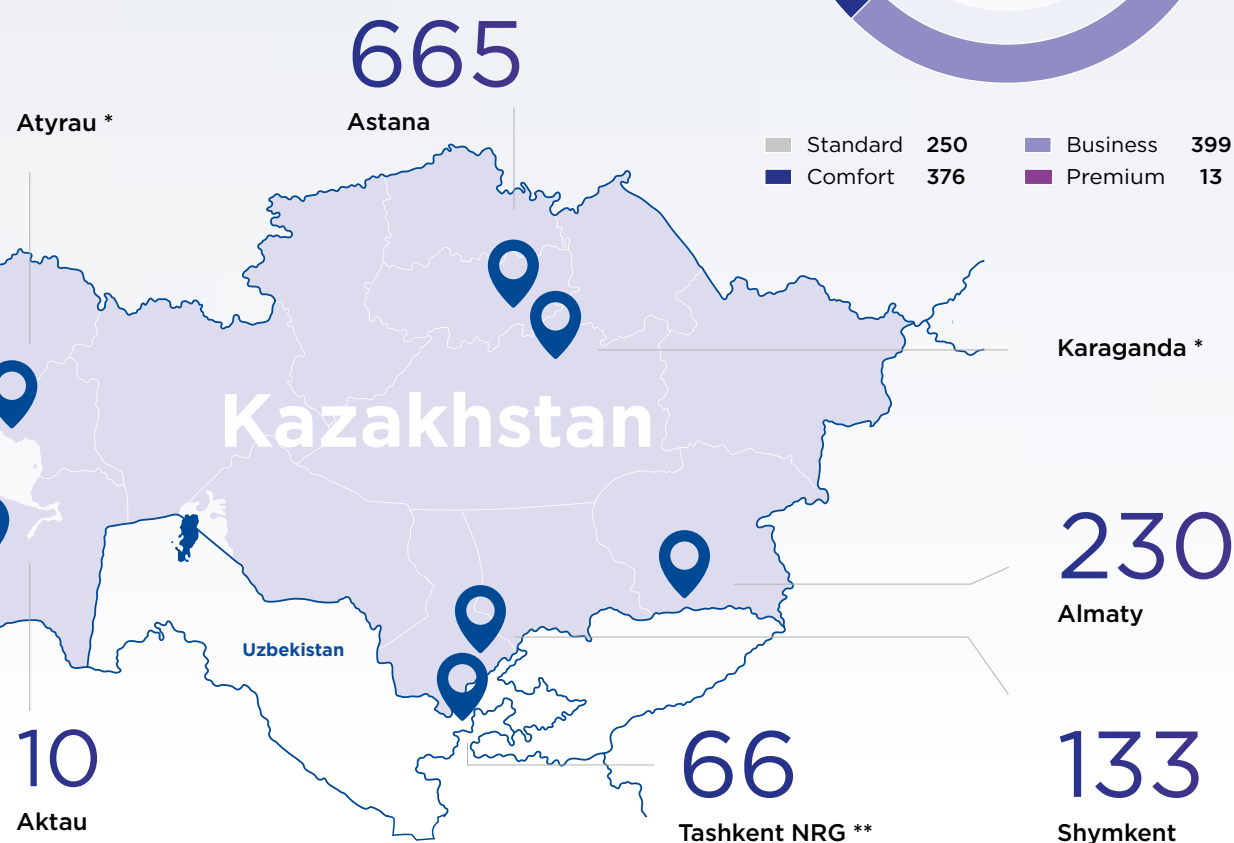 665
Astana
Atyrau *
Standard 250
Business 399
Comfort 376
Premium 13
Karaganda *
Kazakhstan
230
Almaty
Uzbekistan
10
Aktau
66
Tashkent NRG **
133
Shymkent